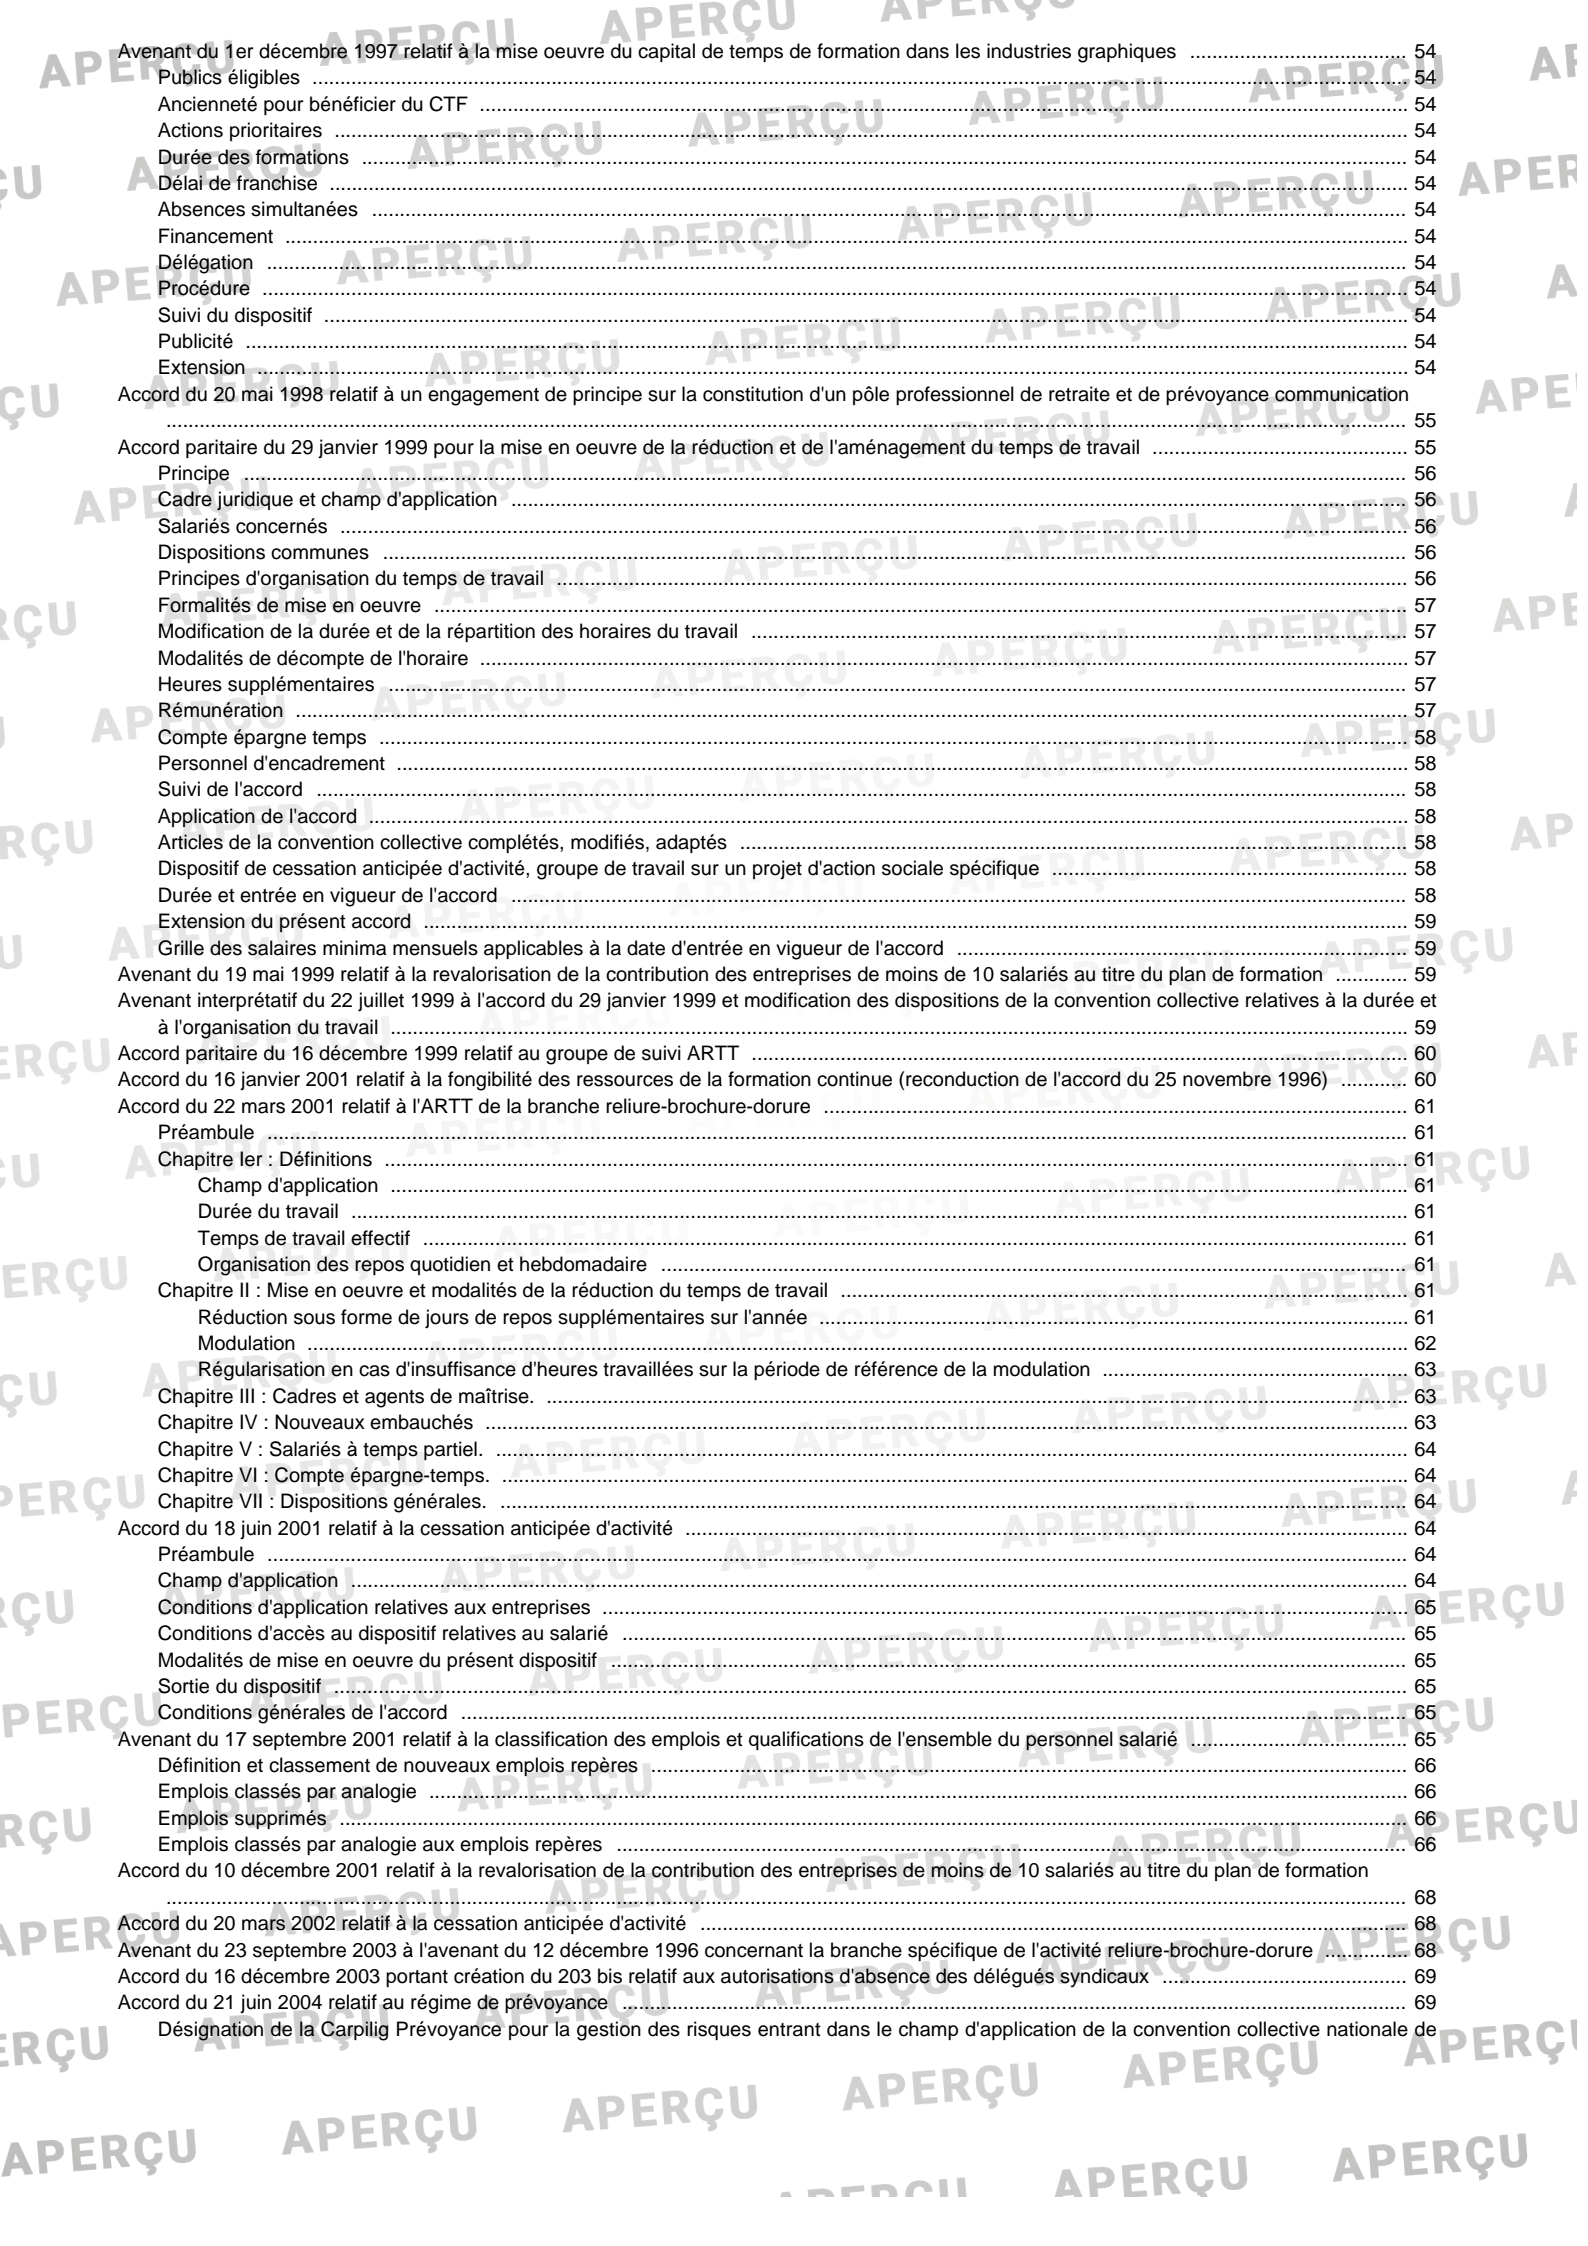 Avenant du 1er décembre 1997 relatif à la mise oeuvre du capital de temps de formation dans les industries graphiques 54
Publics éligibles 54
Ancienneté pour bénéficier du CTF 54
Actions prioritaires 54
Durée des formations 54
Délai de franchise 54
Absences simultanées 54
Financement 54
Délégation 54
Procédure 54
Suivi du dispositif 54
Publicité 54
Extension 54
Accord du 20 mai 1998 relatif à un engagement de principe sur la constitution d'un pôle professionnel de retraite et de prévoyance communication
55
Accord paritaire du 29 janvier 1999 pour la mise en oeuvre de la réduction et de l'aménagement du temps de travail 55
Principe 56
Cadre juridique et champ d'application 56
Salariés concernés 56
Dispositions communes 56
Principes d'organisation du temps de travail 56
Formalités de mise en oeuvre 57
Modification de la durée et de la répartition des horaires du travail 57
Modalités de décompte de l'horaire 57
Heures supplémentaires 57
Rémunération 57
Compte épargne temps 58
Personnel d'encadrement 58
Suivi de l'accord 58
Application de l'accord 58
Articles de la convention collective complétés, modifiés, adaptés 58
Dispositif de cessation anticipée d'activité, groupe de travail sur un projet d'action sociale spécifique 58
Durée et entrée en vigueur de l'accord 58
Extension du présent accord 59
Grille des salaires minima mensuels applicables à la date d'entrée en vigueur de l'accord 59
Avenant du 19 mai 1999 relatif à la revalorisation de la contribution des entreprises de moins de 10 salariés au titre du plan de formation 59
Avenant interprétatif du 22 juillet 1999 à l'accord du 29 janvier 1999 et modification des dispositions de la convention collective relatives à la durée et
à l'organisation du travail 59
Accord paritaire du 16 décembre 1999 relatif au groupe de suivi ARTT 60
Accord du 16 janvier 2001 relatif à la fongibilité des ressources de la formation continue (reconduction de l'accord du 25 novembre 1996) 60
Accord du 22 mars 2001 relatif à l'ARTT de la branche reliure-brochure-dorure 61
Préambule 61
Chapitre Ier : Définitions 61
Champ d'application 61
Durée du travail 61
Temps de travail effectif 61
Organisation des repos quotidien et hebdomadaire 61
Chapitre II : Mise en oeuvre et modalités de la réduction du temps de travail 61
Réduction sous forme de jours de repos supplémentaires sur l'année 61
Modulation 62
Régularisation en cas d'insuffisance d'heures travaillées sur la période de référence de la modulation 63
Chapitre III : Cadres et agents de maîtrise. 63
Chapitre IV : Nouveaux embauchés 63
Chapitre V : Salariés à temps partiel. 64
Chapitre VI : Compte épargne-temps. 64
Chapitre VII : Dispositions générales. 64
Accord du 18 juin 2001 relatif à la cessation anticipée d'activité 64
Préambule 64
Champ d'application 64
Conditions d'application relatives aux entreprises 65
Conditions d'accès au dispositif relatives au salarié 65
Modalités de mise en oeuvre du présent dispositif 65
Sortie du dispositif 65
Conditions générales de l'accord 65
Avenant du 17 septembre 2001 relatif à la classification des emplois et qualifications de l'ensemble du personnel salarié 65
Définition et classement de nouveaux emplois repères 66
Emplois classés par analogie 66
Emplois supprimés 66
Emplois classés par analogie aux emplois repères 66
Accord du 10 décembre 2001 relatif à la revalorisation de la contribution des entreprises de moins de 10 salariés au titre du plan de formation
68
Accord du 20 mars 2002 relatif à la cessation anticipée d'activité 68
Avenant du 23 septembre 2003 à l'avenant du 12 décembre 1996 concernant la branche spécifique de l'activité reliure-brochure-dorure 68
Accord du 16 décembre 2003 portant création du 203 bis relatif aux autorisations d'absence des délégués syndicaux 69
Accord du 21 juin 2004 relatif au régime de prévoyance 69
Désignation de la Carpilig Prévoyance pour la gestion des risques entrant dans le champ d'application de la convention collective nationale de
APERÇU